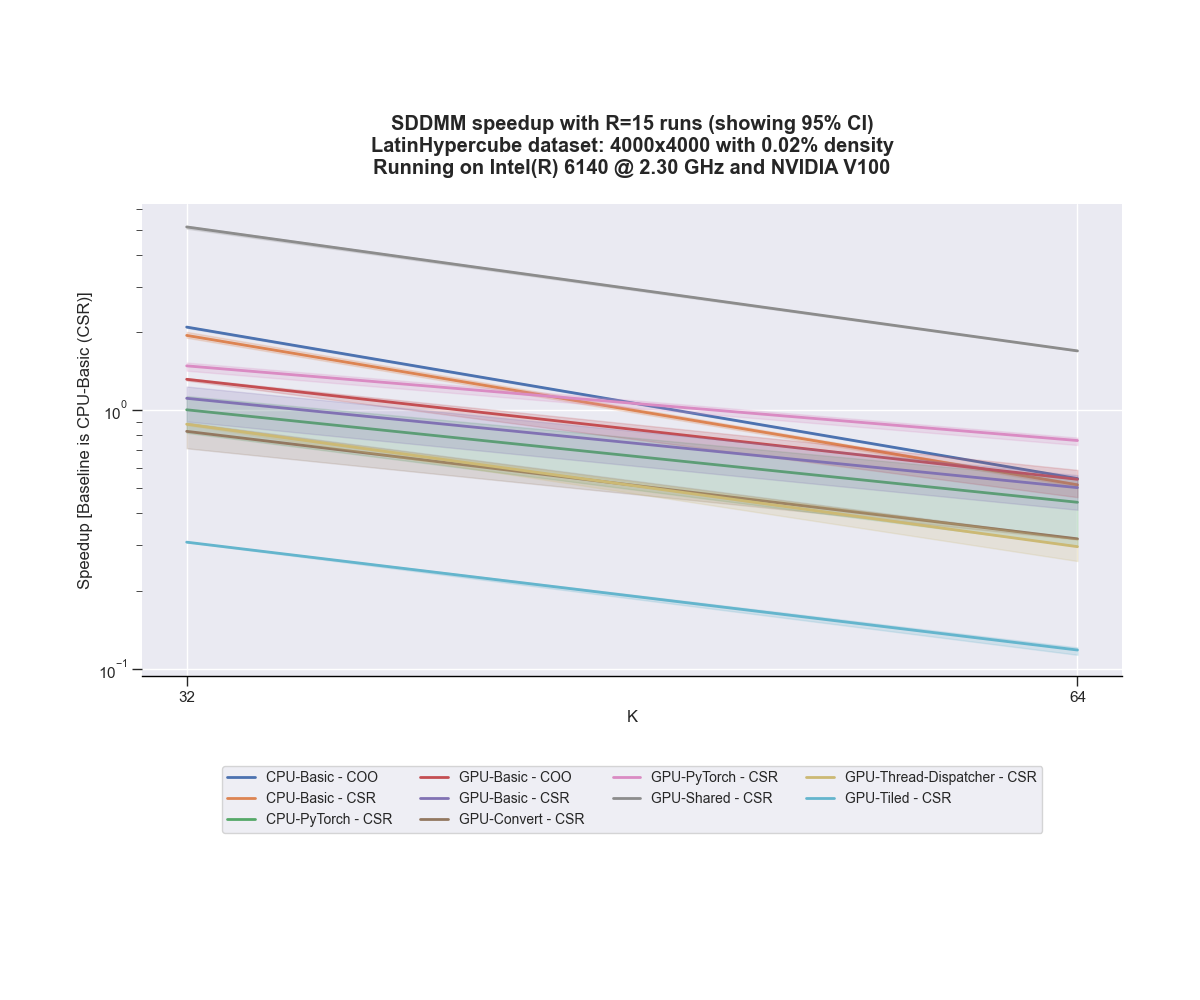 SDDMM speedup with R=15 runs (showing 95% CI)
LatinHypercube dataset: 4000x4000 with 0.02% density
Running on Intel(R) 6140 @ 2.30 GHz and NVIDIA V100
Speedup [Baseline is CPU-Basic (CSR)]
10⁰
10⁻¹
32 64
K
CPU-Basic - COO GPU-Basic - COO GPU-PyTorch - CSR GPU-Thread-Dispatcher - CSR
CPU-Basic - CSR GPU-Basic - CSR GPU-Shared - CSR GPU-Tiled - CSR
CPU-PyTorch - CSR GPU-Convert - CSR